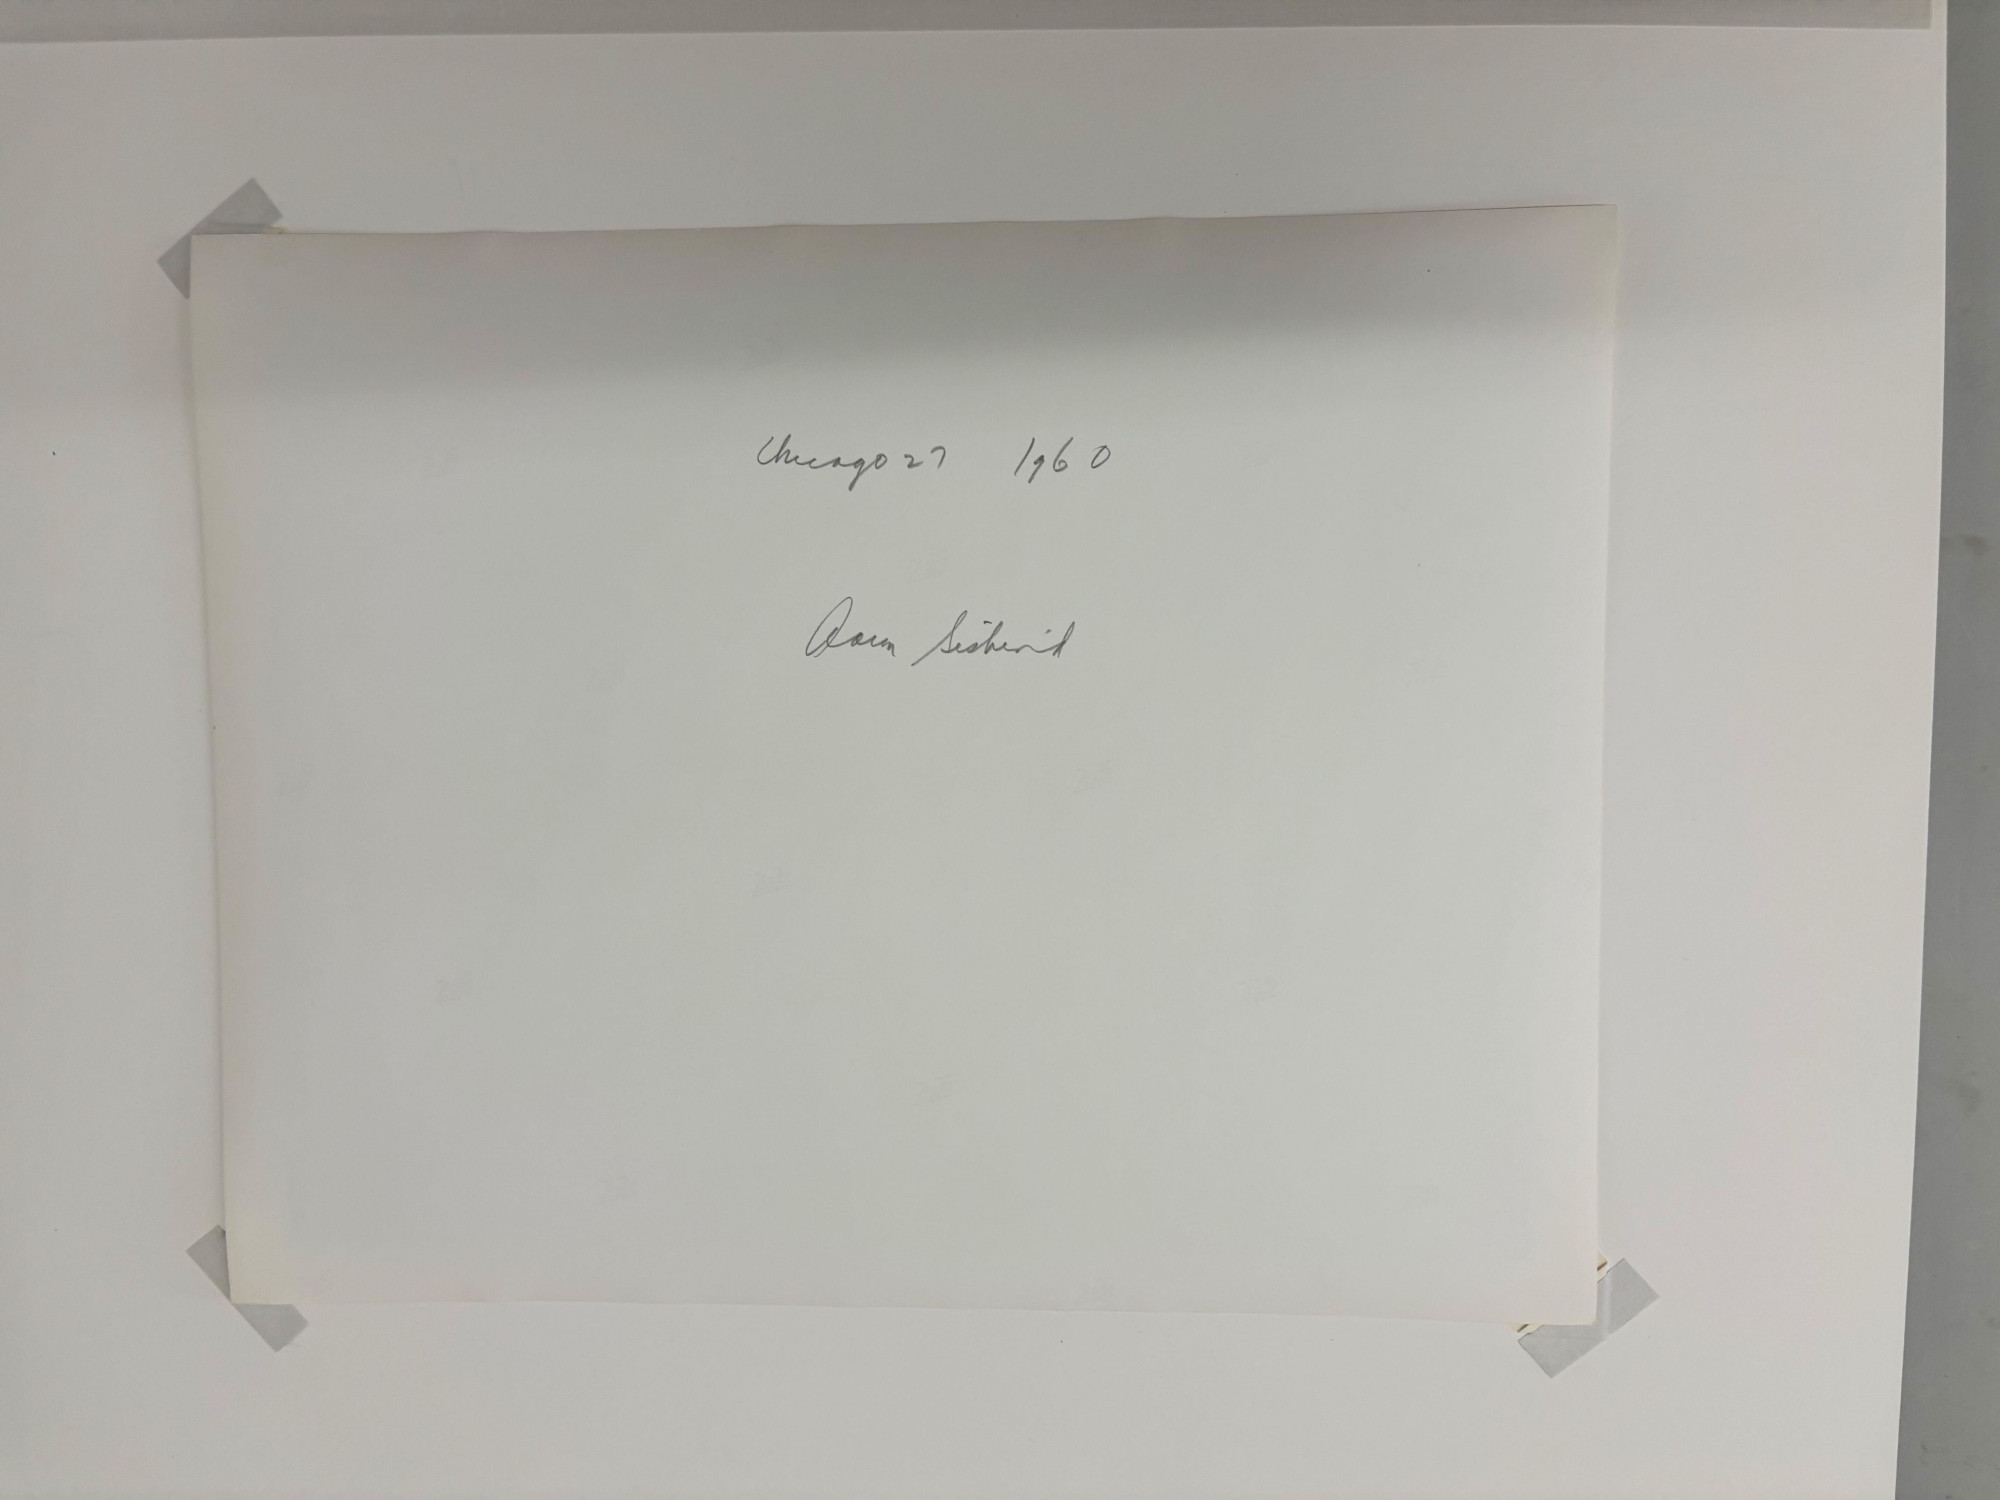 Chicago 27 1960
Aaron Siskind